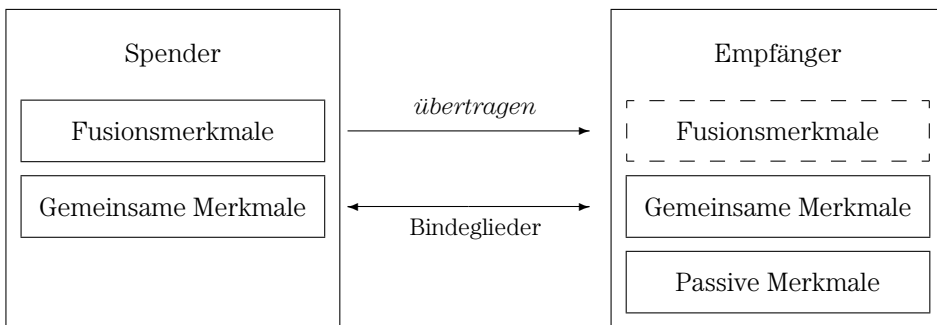 Spender
Empfänger
übertragen
Fusionsmerkmale
Fusionsmerkmale
Gemeinsame Merkmale
Gemeinsame Merkmale
Bindeglieder
Passive Merkmale